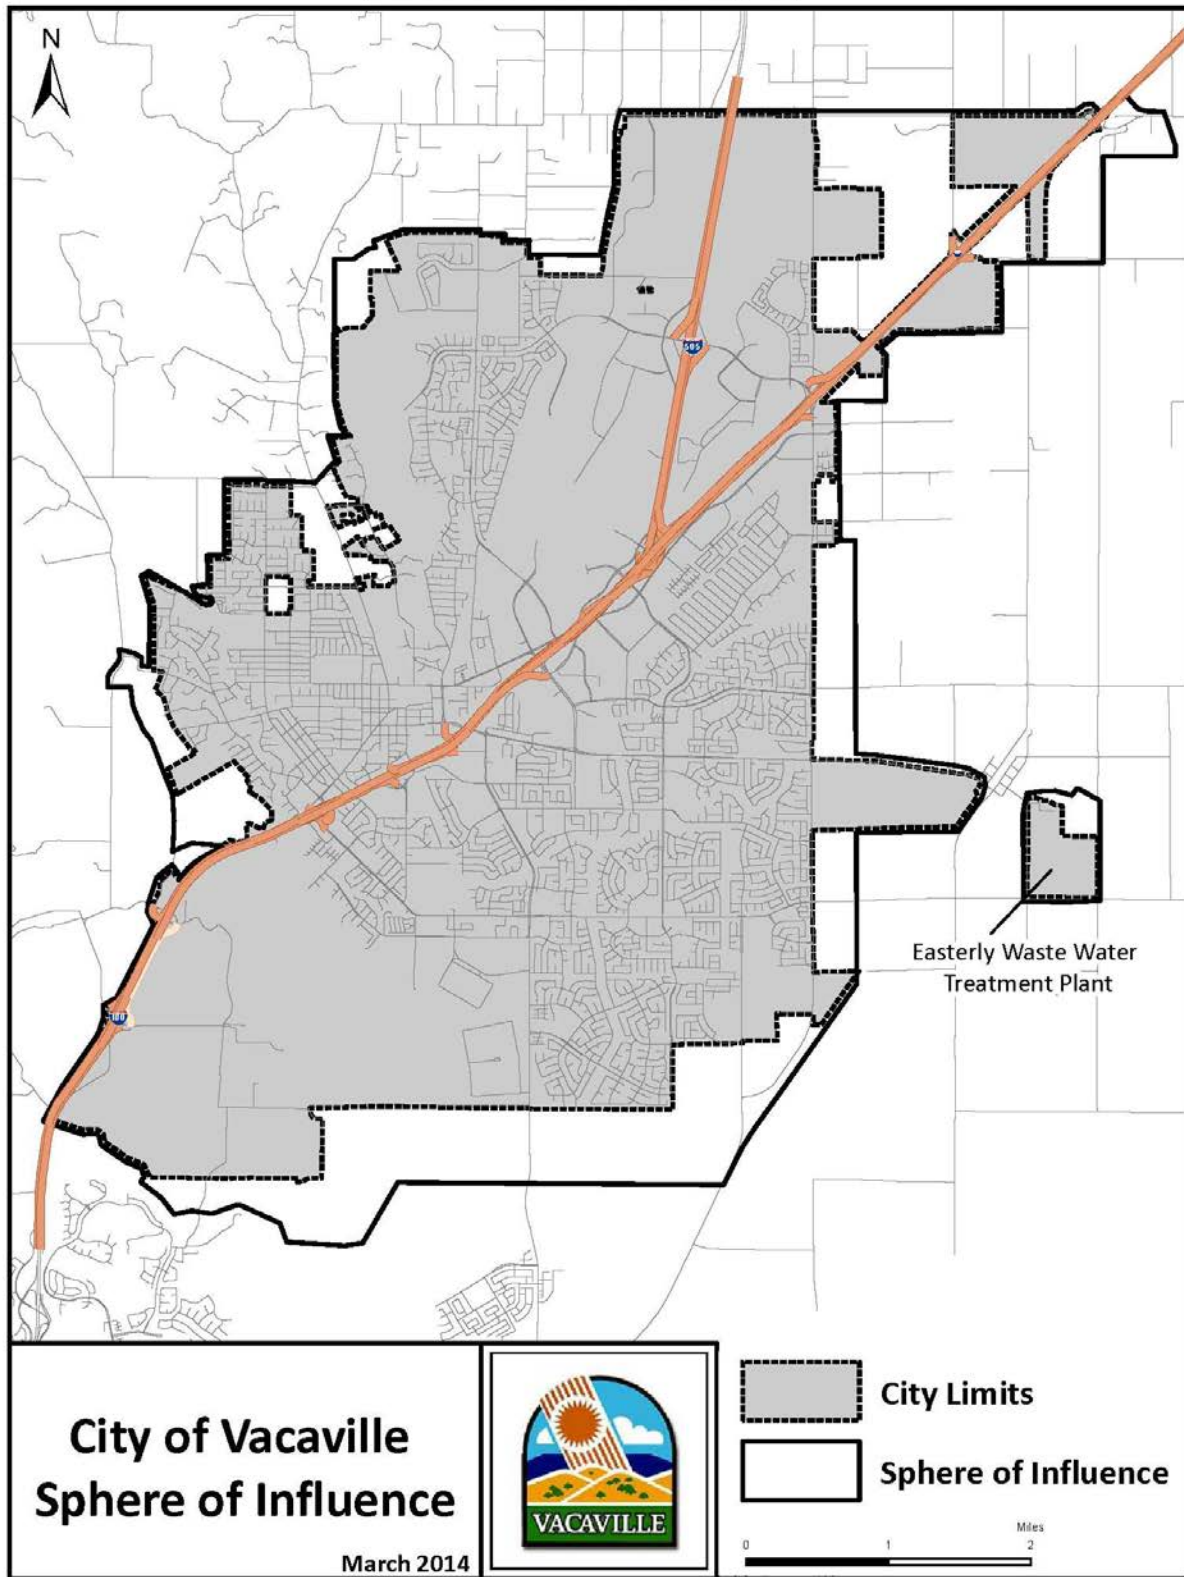 N
505
180
Easterly Waste Water
Treatment Plant
City of Vacaville
Sphere of Influence
March 2014
VACAVILLE
City Limits
Sphere of Influence
Miles
0 1 2